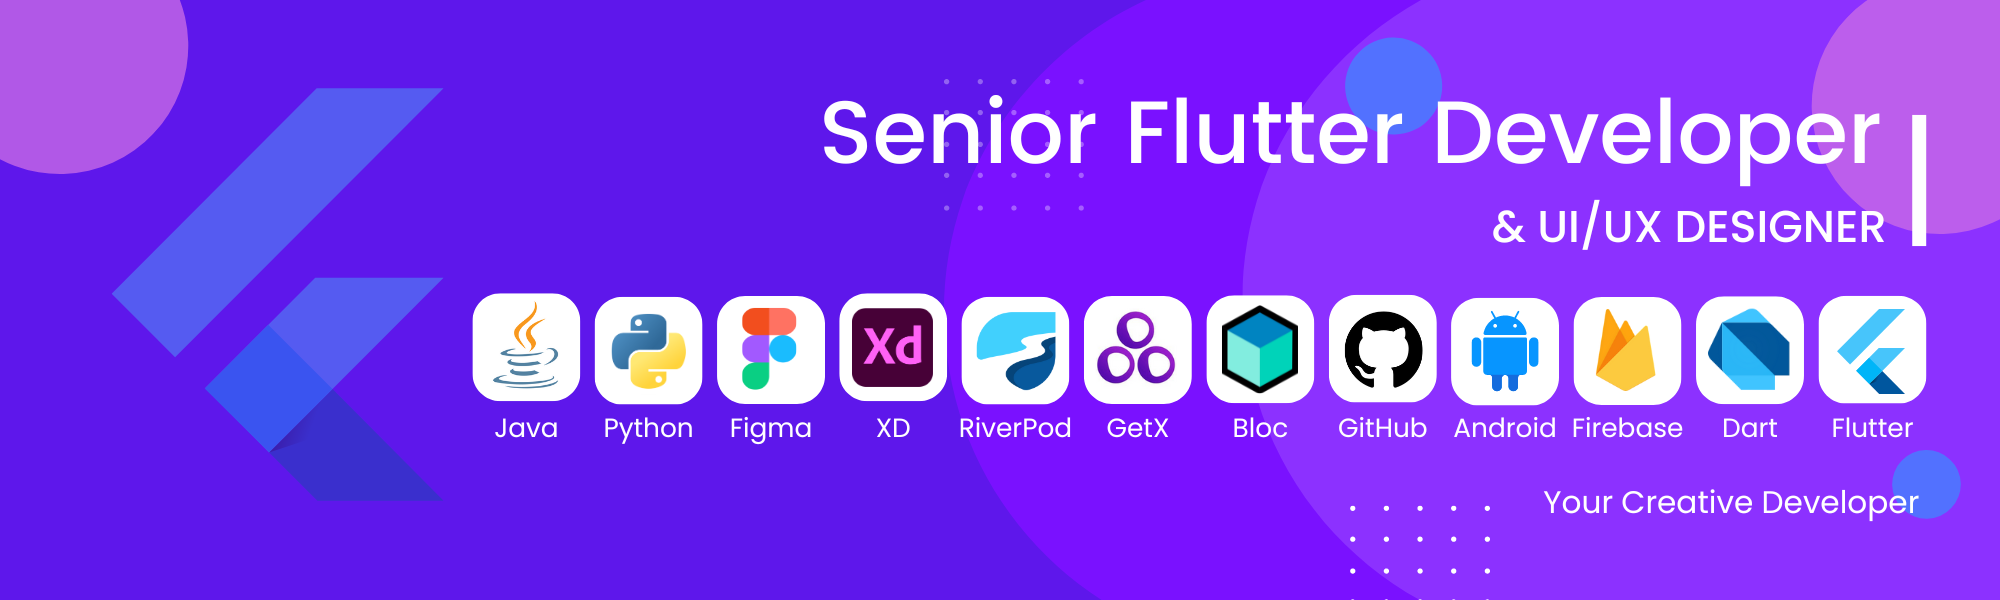 Senior Flutter Developer
& UI/UX DESIGNER
Xd
Java Python Figma XD RiverPod GetX Bloc GitHub Android Firebase Dart Flutter
Your Creative Developer